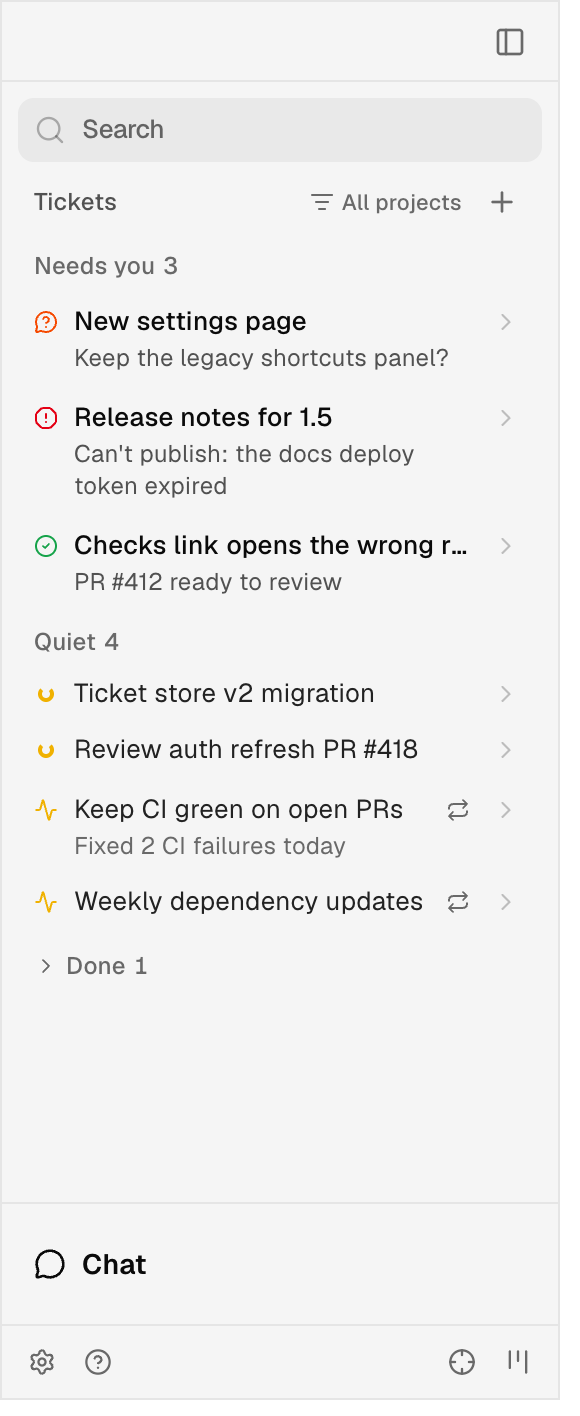 Search
Tickets
All projects
Needs you 3
New settings page
Keep the legacy shortcuts panel?
Release notes for 1.5
Can't publish: the docs deploy
token expired
Checks link opens the wrong r...
PR #412 ready to review
Quiet 4
Ticket store v2 migration
Review auth refresh PR #418
Keep CI green on open PRs
Fixed 2 CI failures today
Weekly dependency updates
Done 1
Chat